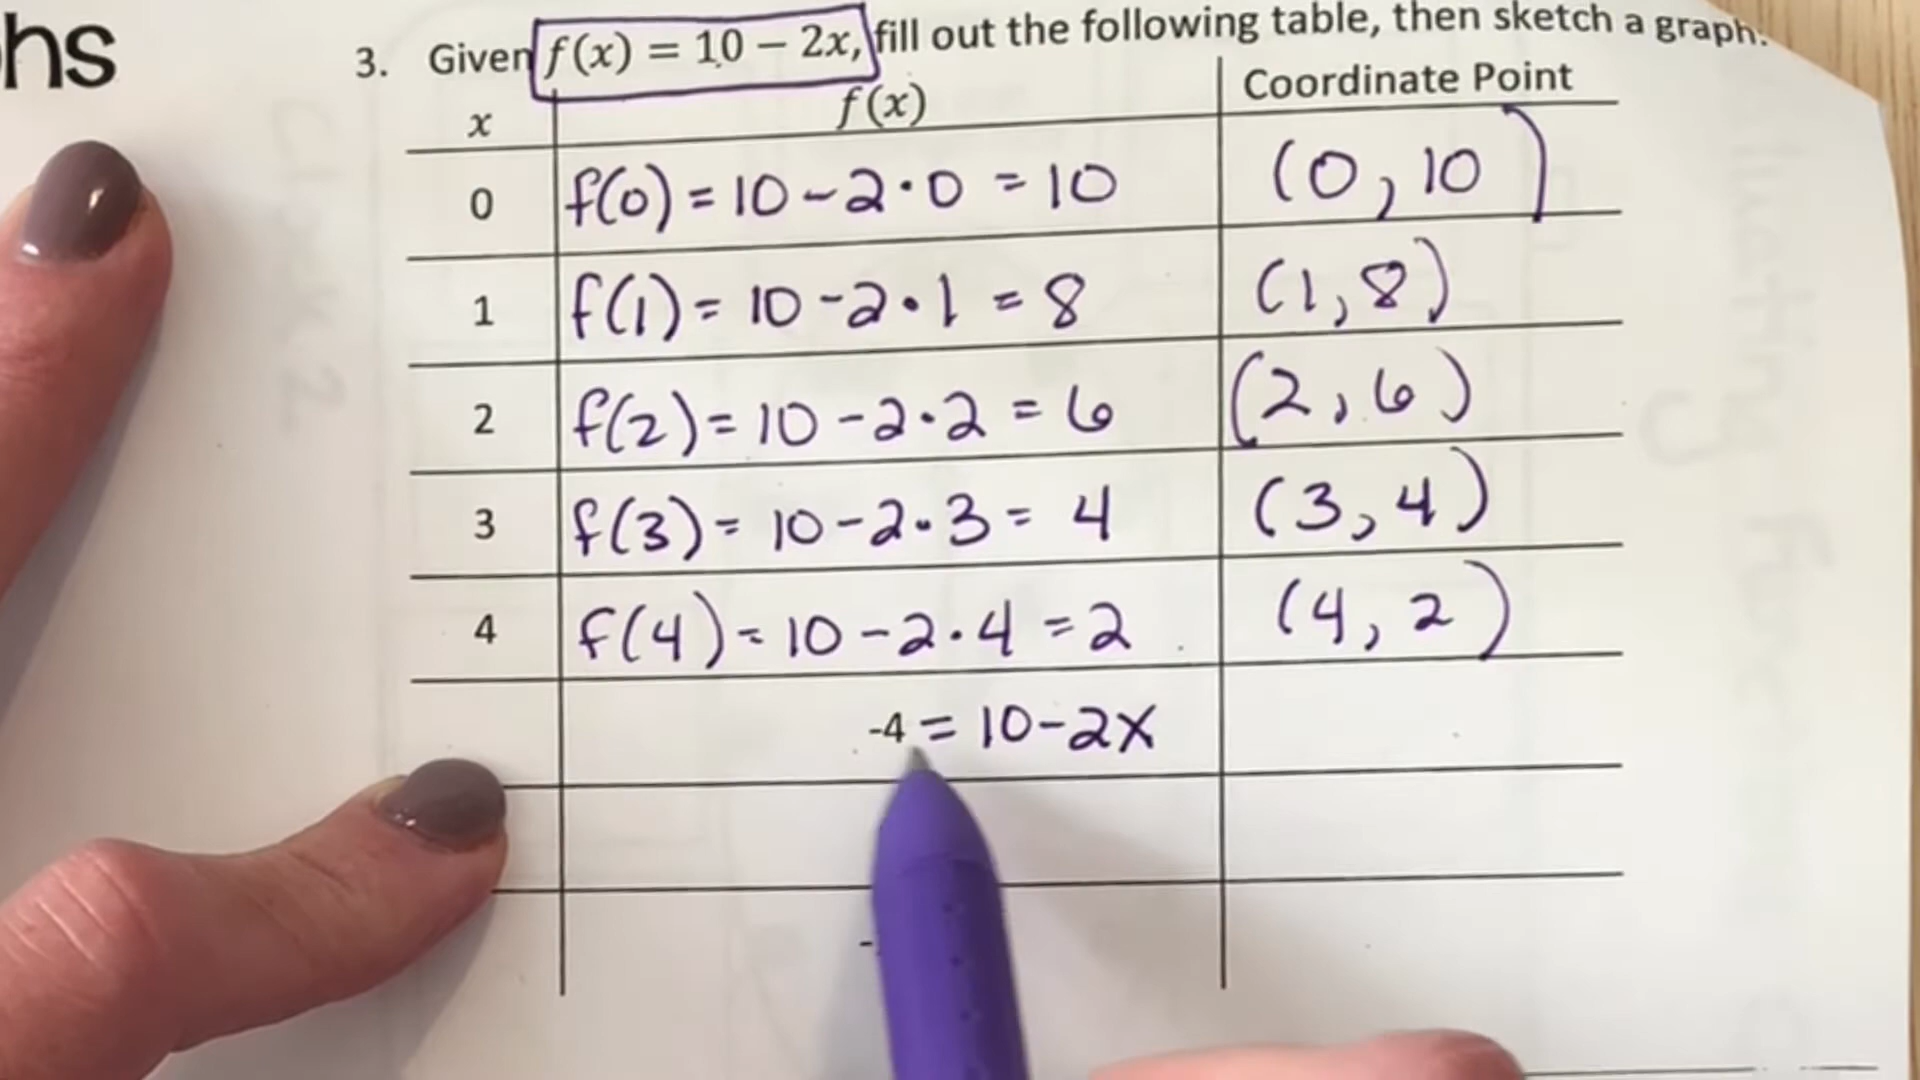 hs
3. Given f(x) = 10 − 2x, fill out the following table, then sketch a graph.
x f(x) Coordinate Point
0 f(0) = 10 − 2·0 = 10 (0, 10)
1 f(1) = 10 − 2·1 = 8 (1, 8)
2 f(2) = 10 − 2·2 = 6 (2, 6)
3 f(3) = 10 − 2·3 = 4 (3, 4)
4 f(4) = 10 − 2·4 = 2 (4, 2)
-4 = 10 − 2x
-